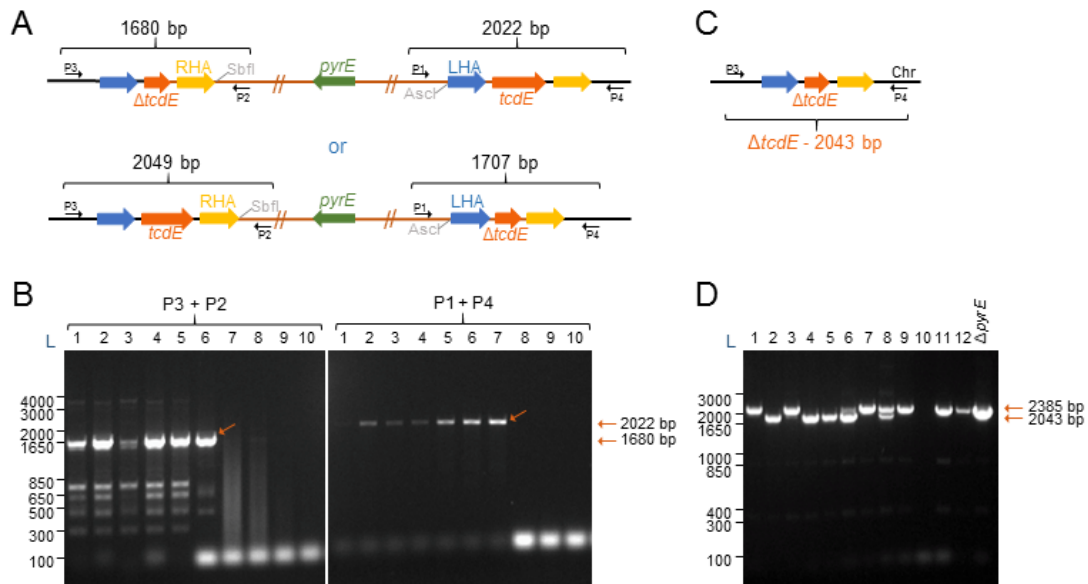 A
1680 bp
2022 bp
P3
RHA
SbfI
pyrE
P1
LHA
ΔtcdE
P2
AscI
tcdE
P4
or
2049 bp
1707 bp
P3
RHA
SbfI
pyrE
P1
LHA
tcdE
P2
AscI
ΔtcdE
P4
C
P3
Chr
ΔtcdE
P4
ΔtcdE - 2043 bp
B
P3 + P2
P1 + P4
L
1 2 3 4 5 6 7 8 9 10
1 2 3 4 5 6 7 8 9 10
4000
3000
2000
1650
850
650
500
300
100
2022 bp
1680 bp
D
L
1 2 3 4 5 6 7 8 9 10 11 12 ΔpyrE
3000
2000
1650
1000
850
400
300
100
2385 bp
2043 bp